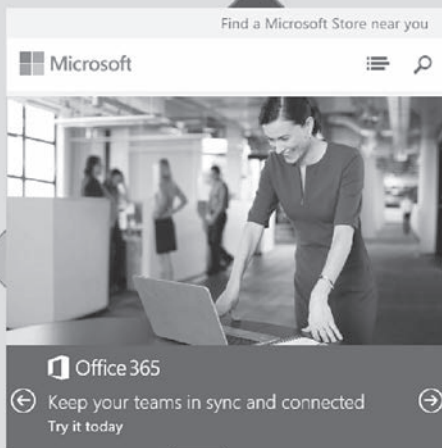 Find a Microsoft Store near you
Microsoft
Office 365
Keep your teams in sync and connected
Try it today